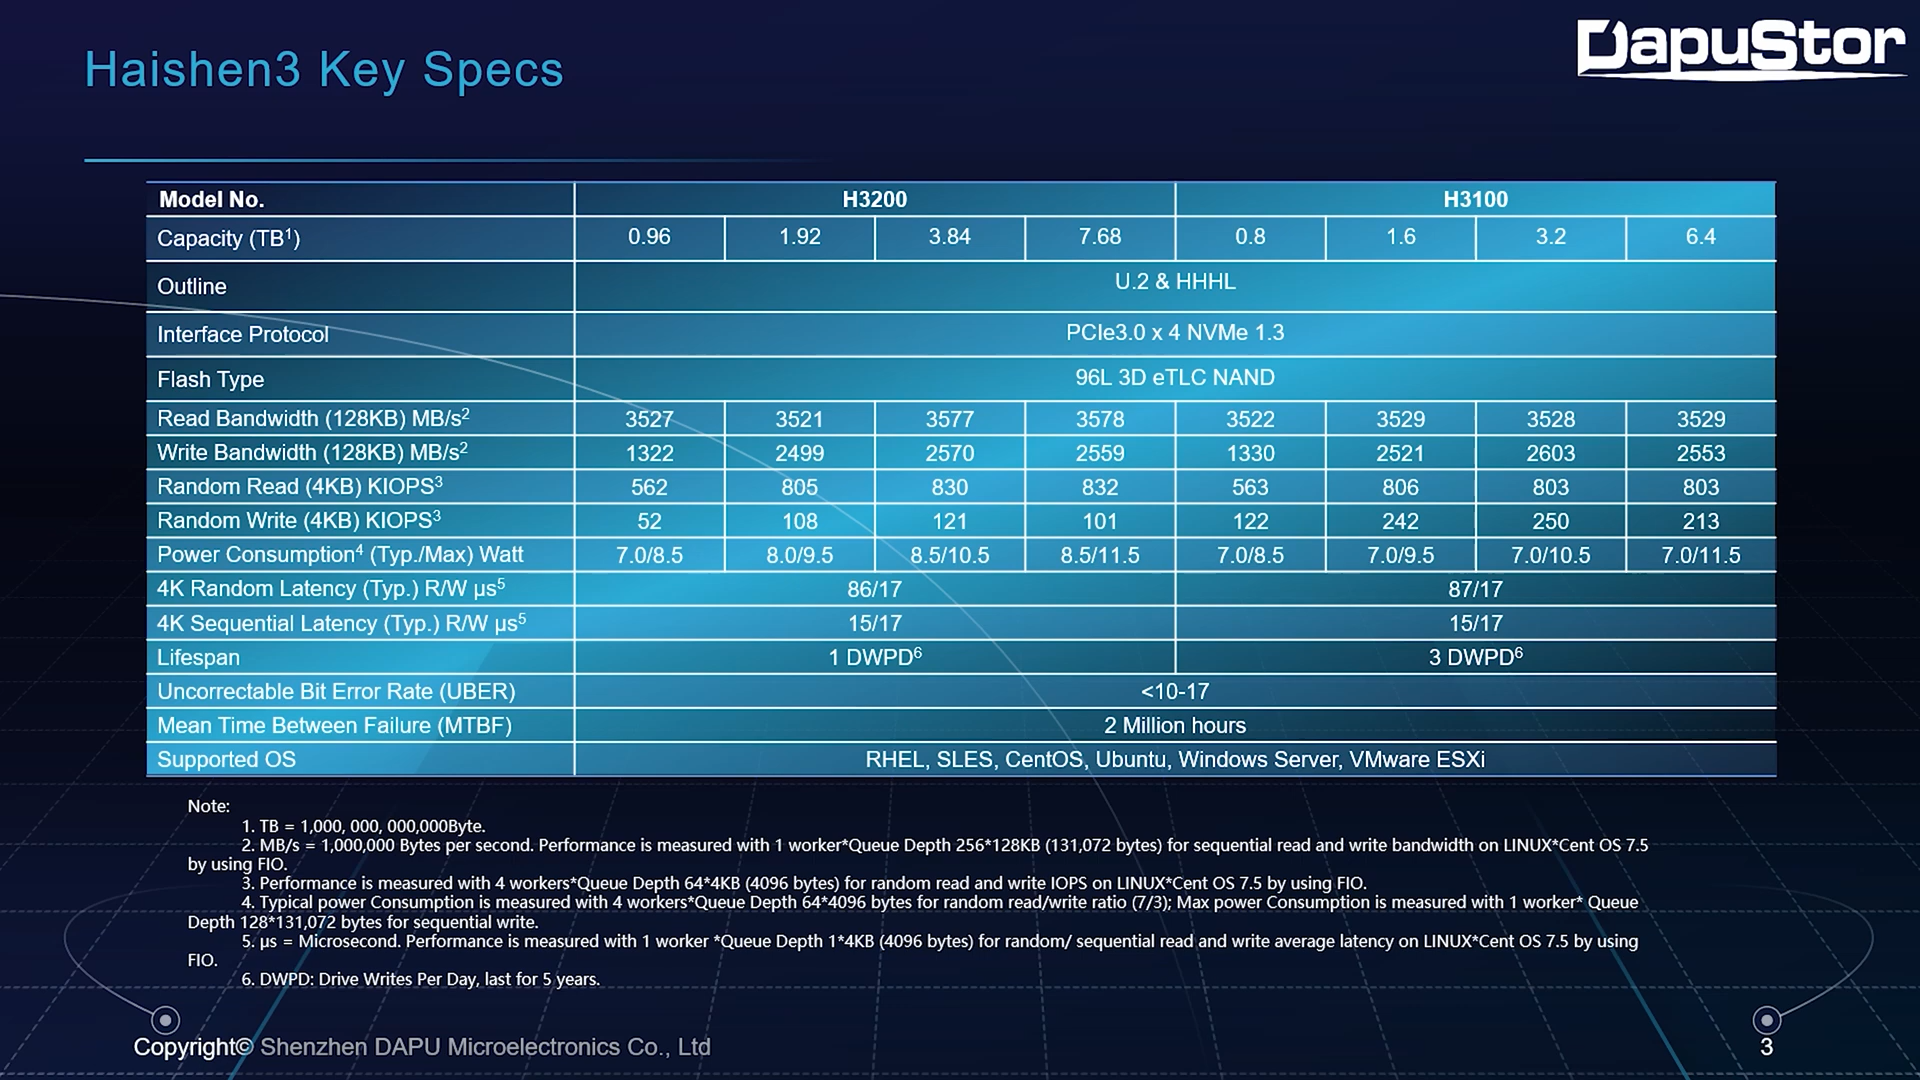 Haishen3 Key Specs
DapuStor
Model No. H3200 H3100
Capacity (TB¹) 0.96 1.92 3.84 7.68 0.8 1.6 3.2 6.4
Outline U.2 & HHHL
Interface Protocol PCIe3.0 x 4 NVMe 1.3
Flash Type 96L 3D eTLC NAND
Read Bandwidth (128KB) MB/s² 3527 3521 3577 3578 3522 3529 3528 3529
Write Bandwidth (128KB) MB/s² 1322 2499 2570 2559 1330 2521 2603 2553
Random Read (4KB) KIOPS³ 562 805 830 832 563 806 803 803
Random Write (4KB) KIOPS³ 52 108 121 101 122 242 250 213
Power Consumption⁴ (Typ./Max) Watt 7.0/8.5 8.0/9.5 8.5/10.5 8.5/11.5 7.0/8.5 7.0/9.5 7.0/10.5 7.0/11.5
4K Random Latency (Typ.) R/W µs⁵ 86/17 87/17
4K Sequential Latency (Typ.) R/W µs⁵ 15/17 15/17
Lifespan 1 DWPD⁶ 3 DWPD⁶
Uncorrectable Bit Error Rate (UBER) <10-17
Mean Time Between Failure (MTBF) 2 Million hours
Supported OS RHEL, SLES, CentOS, Ubuntu, Windows Server, VMware ESXi
Note:
1. TB = 1,000, 000, 000,000Byte.
2. MB/s = 1,000,000 Bytes per second. Performance is measured with 1 worker*Queue Depth 256*128KB (131,072 bytes) for sequential read and write bandwidth on LINUX*Cent OS 7.5
by using FIO.
3. Performance is measured with 4 workers*Queue Depth 64*4KB (4096 bytes) for random read and write IOPS on LINUX*Cent OS 7.5 by using FIO.
4. Typical power Consumption is measured with 4 workers*Queue Depth 64*4096 bytes for random read/write ratio (7/3); Max power Consumption is measured with 1 worker* Queue
Depth 128*131,072 bytes for sequential write.
5. µs = Microsecond. Performance is measured with 1 worker *Queue Depth 1*4KB (4096 bytes) for random/ sequential read and write average latency on LINUX*Cent OS 7.5 by using
FIO.
6. DWPD: Drive Writes Per Day, last for 5 years.
Copyright© Shenzhen DAPU Microelectronics Co., Ltd
3